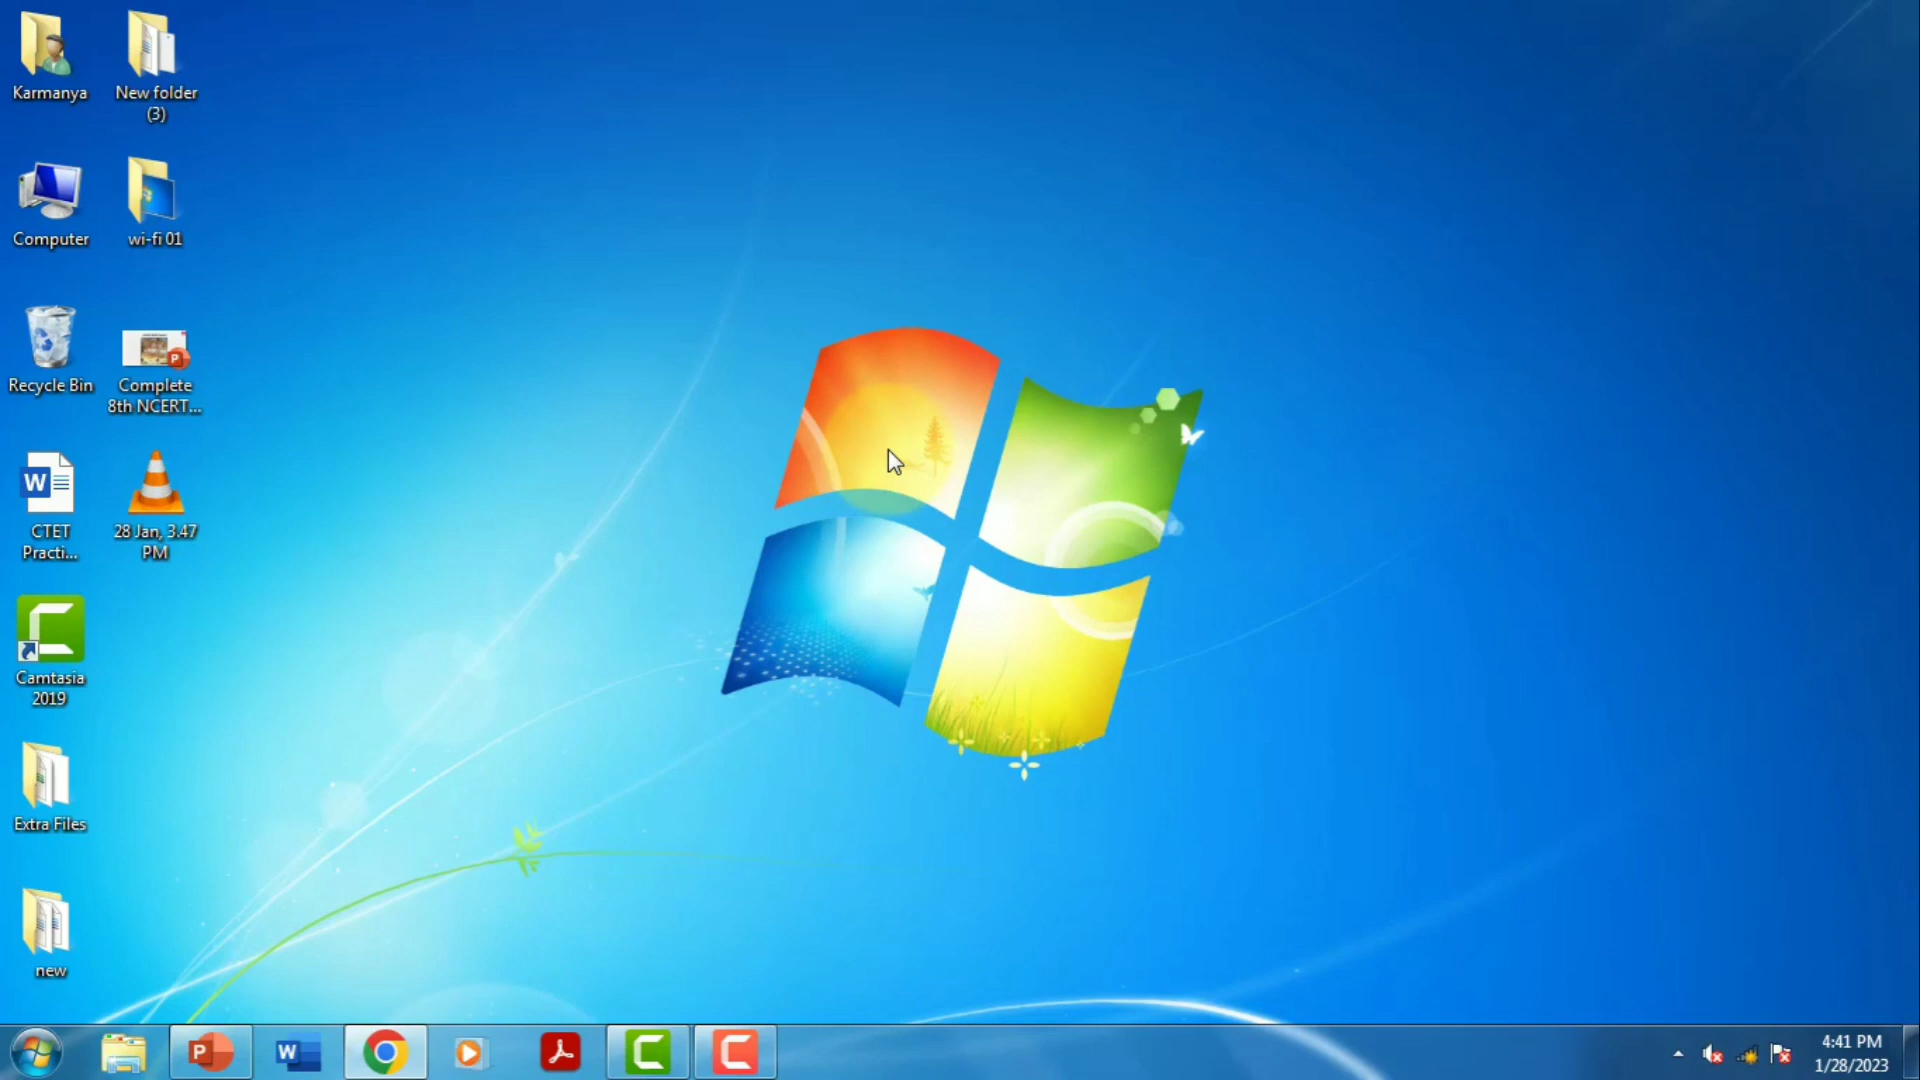 Karmanya
New folder
(3)
Computer
wi-fi 01
Recycle Bin
Complete
8th NCERT...
CTET
Practi...
28 Jan, 3.47
PM
Camtasia
2019
Extra Files
new
4:41 PM
1/28/2023